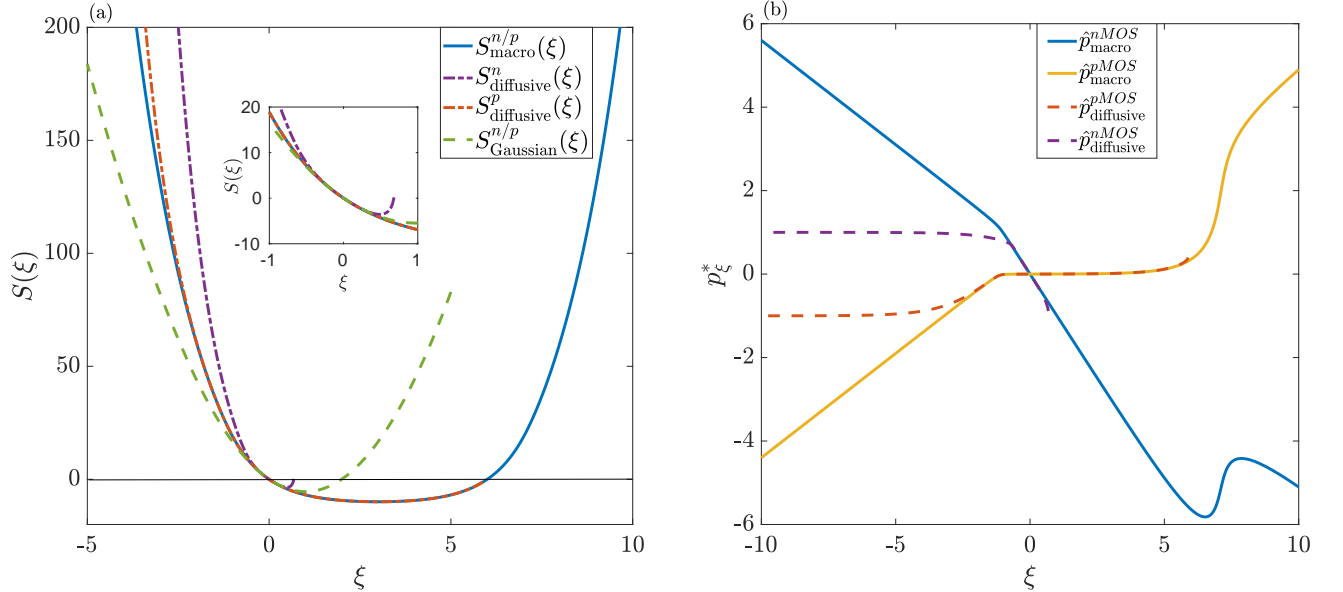 (a)
200
150
100
50
0
-5
0
5
10
S(ξ)
ξ
S^{n/p}_{macro}(ξ)
S^{n}_{diffusive}(ξ)
S^{p}_{diffusive}(ξ)
S^{n/p}_{Gaussian}(ξ)
20
10
0
-10
-1
0
1
S(ξ)
ξ
(b)
6
4
2
0
-2
-4
-6
-10
-5
0
5
10
p^{*}_{ξ}
ξ
p̂^{nMOS}_{macro}
p̂^{pMOS}_{macro}
p̂^{pMOS}_{diffusive}
p̂^{nMOS}_{diffusive}